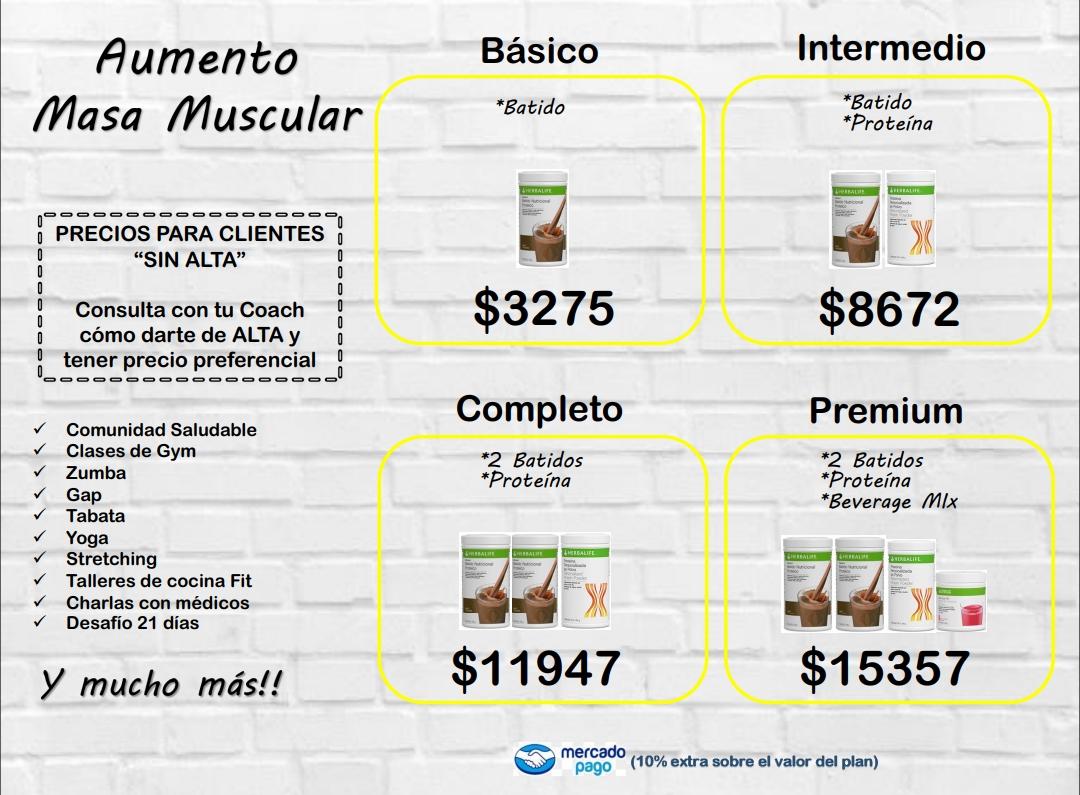 Aumento
Masa Muscular
PRECIOS PARA CLIENTES
“SIN ALTA”
Consulta con tu Coach
cómo darte de ALTA y
tener precio preferencial
✓ Comunidad Saludable
✓ Clases de Gym
✓ Zumba
✓ Gap
✓ Tabata
✓ Yoga
✓ Stretching
✓ Talleres de cocina Fit
✓ Charlas con médicos
✓ Desafío 21 días
Y mucho más!!
Básico
*Batido
HERBALIFE
$3275
Intermedio
*Batido
*Proteína
HERBALIFE
HERBALIFE
$8672
Completo
*2 Batidos
*Proteína
HERBALIFE
HERBALIFE
HERBALIFE
$11947
Premium
*2 Batidos
*Proteína
*Beverage MIx
HERBALIFE
HERBALIFE
HERBALIFE
$15357
mercado
pago
(10% extra sobre el valor del plan)